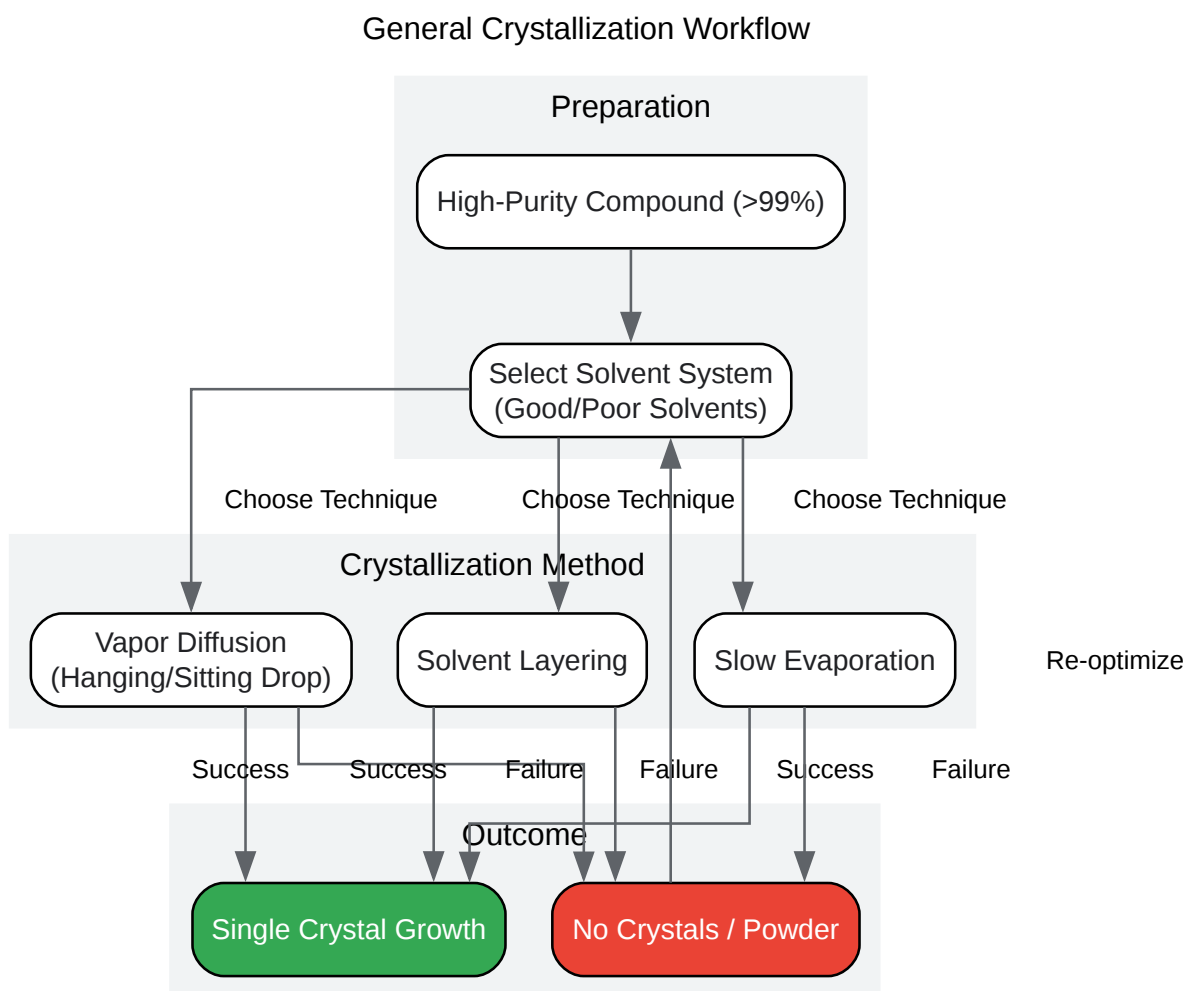 General Crystallization Workflow
Preparation
High-Purity Compound (>99%)
Select Solvent System
(Good/Poor Solvents)
Choose Technique
Choose Technique
Choose Technique
Crystallization Method
Vapor Diffusion
(Hanging/Sitting Drop)
Solvent Layering
Slow Evaporation
Re-optimize
Success
Success
Failure
Failure
Success
Failure
Outcome
Single Crystal Growth
No Crystals / Powder